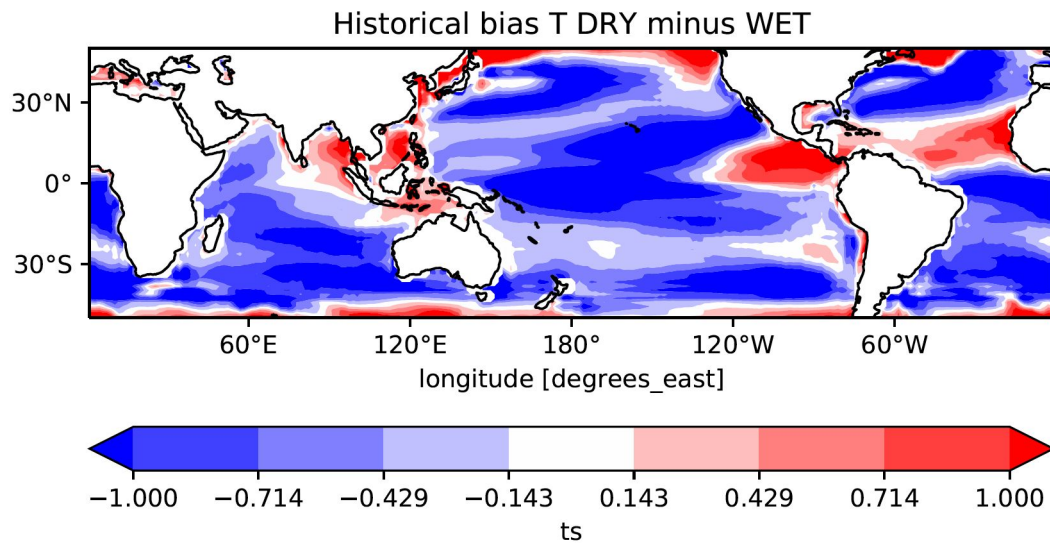 Historical bias T DRY minus WET
30°N
0°
30°S
60°E 120°E 180° 120°W 60°W
longitude [degrees_east]
−1.000 −0.714 −0.429 −0.143 0.143 0.429 0.714 1.000
ts